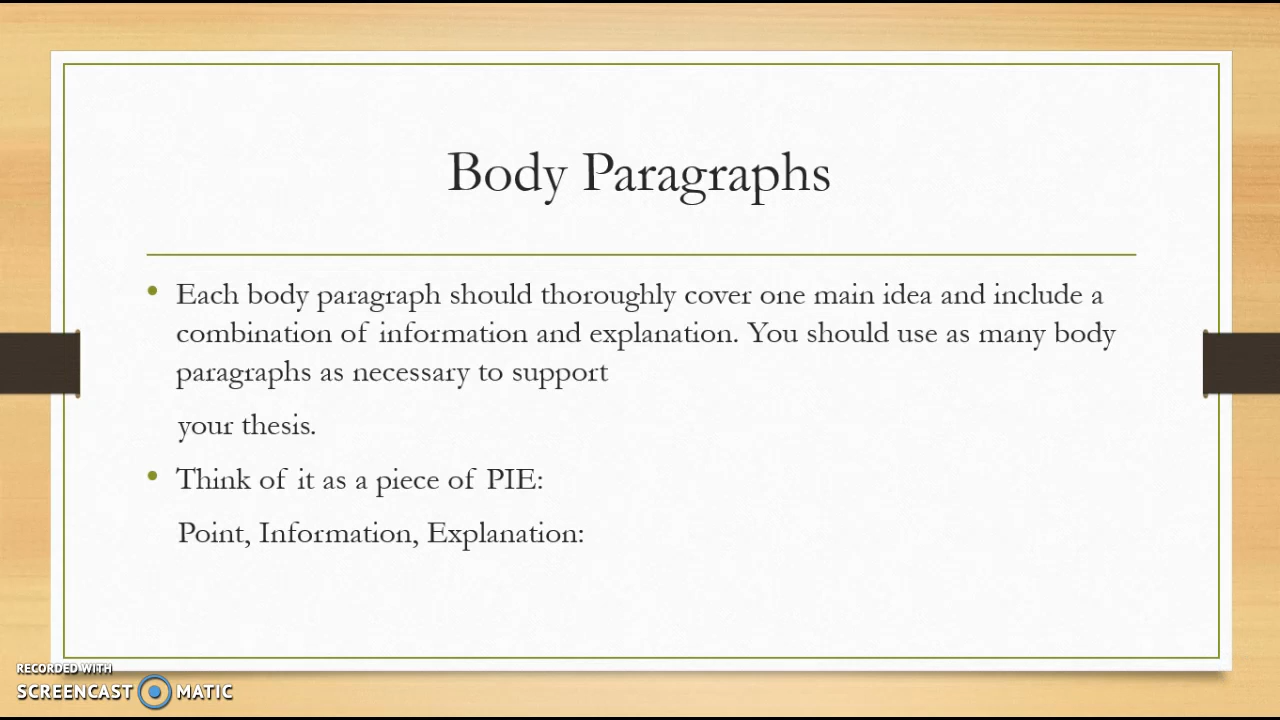 Body Paragraphs
• Each body paragraph should thoroughly cover one main idea and include a
combination of information and explanation. You should use as many body
paragraphs as necessary to support
your thesis.
• Think of it as a piece of PIE:
Point, Information, Explanation:
RECORDED WITH
SCREENCAST MATIC